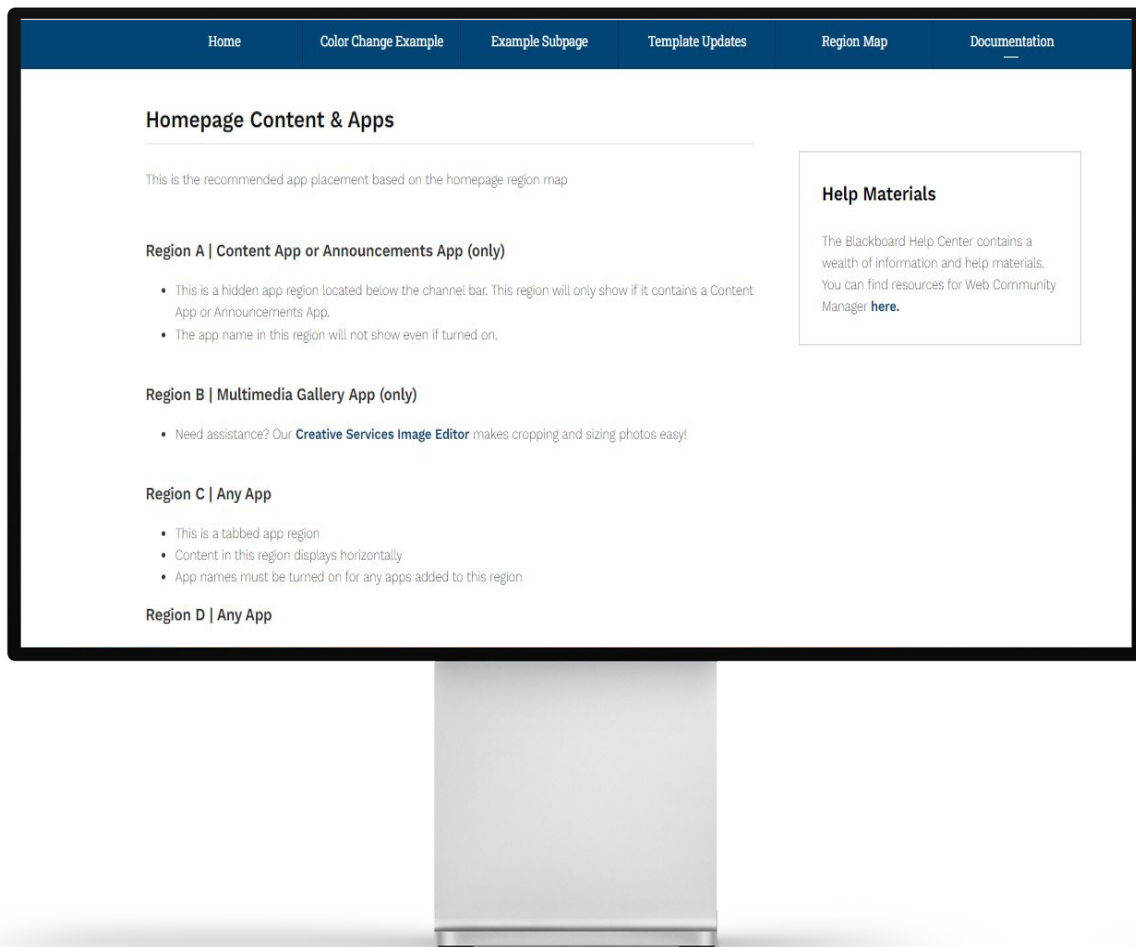 Home Color Change Example Example Subpage Template Updates Region Map Documentation
Homepage Content & Apps
This is the recommended app placement based on the homepage region map
Region A | Content App or Announcements App (only)
• This is a hidden app region located below the channel bar. This region will only show if it contains a Content
App or Announcements App.
• The app name in this region will not show even if turned on.
Region B | Multimedia Gallery App (only)
• Need assistance? Our Creative Services Image Editor makes cropping and sizing photos easy!
Region C | Any App
• This is a tabbed app region
• Content in this region displays horizontally
• App names must be turned on for any apps added to this region
Region D | Any App
Help Materials
The Blackboard Help Center contains a
wealth of information and help materials.
You can find resources for Web Community
Manager here.